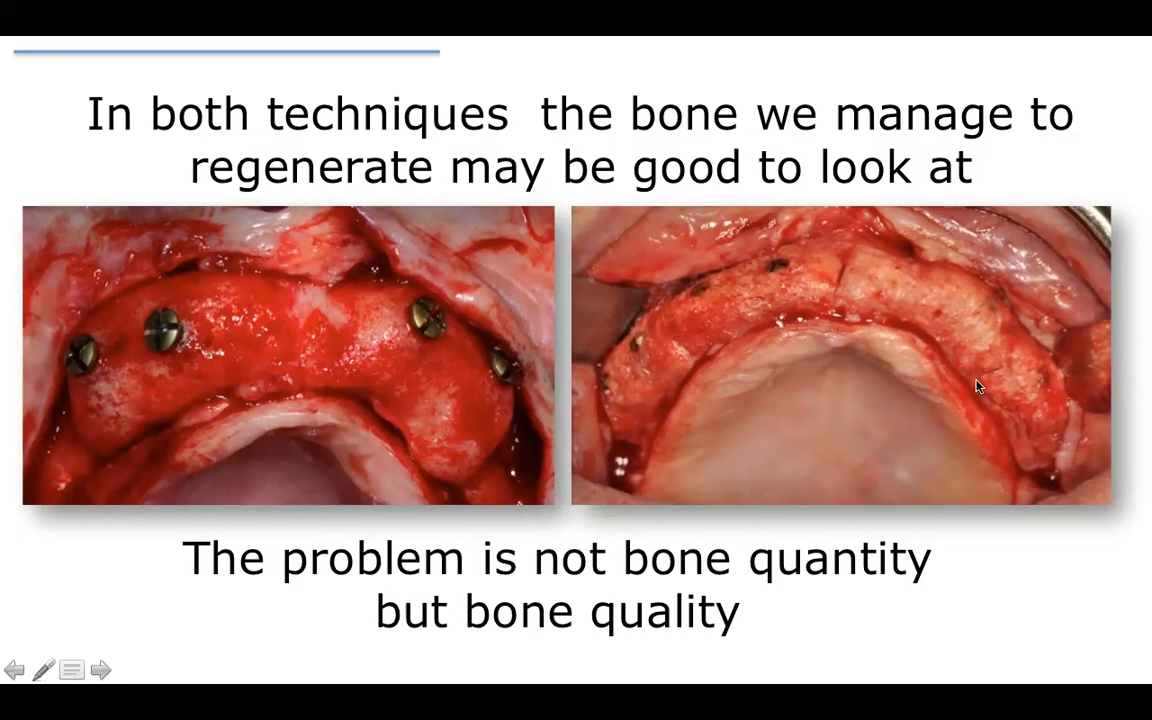 In both techniques  the bone we manage to
regenerate may be good to look at
The problem is not bone quantity
but bone quality